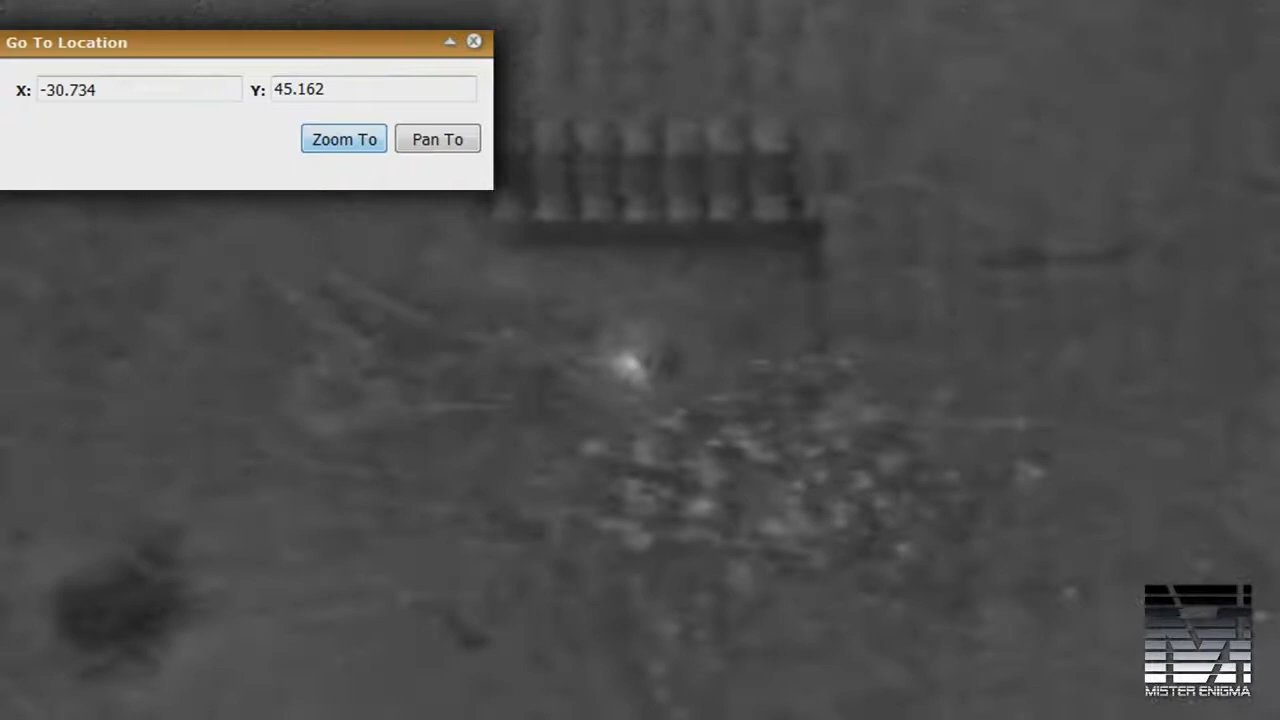 Go To Location
X: -30.734 Y: 45.162
Zoom To Pan To
MISTER ENIGMA